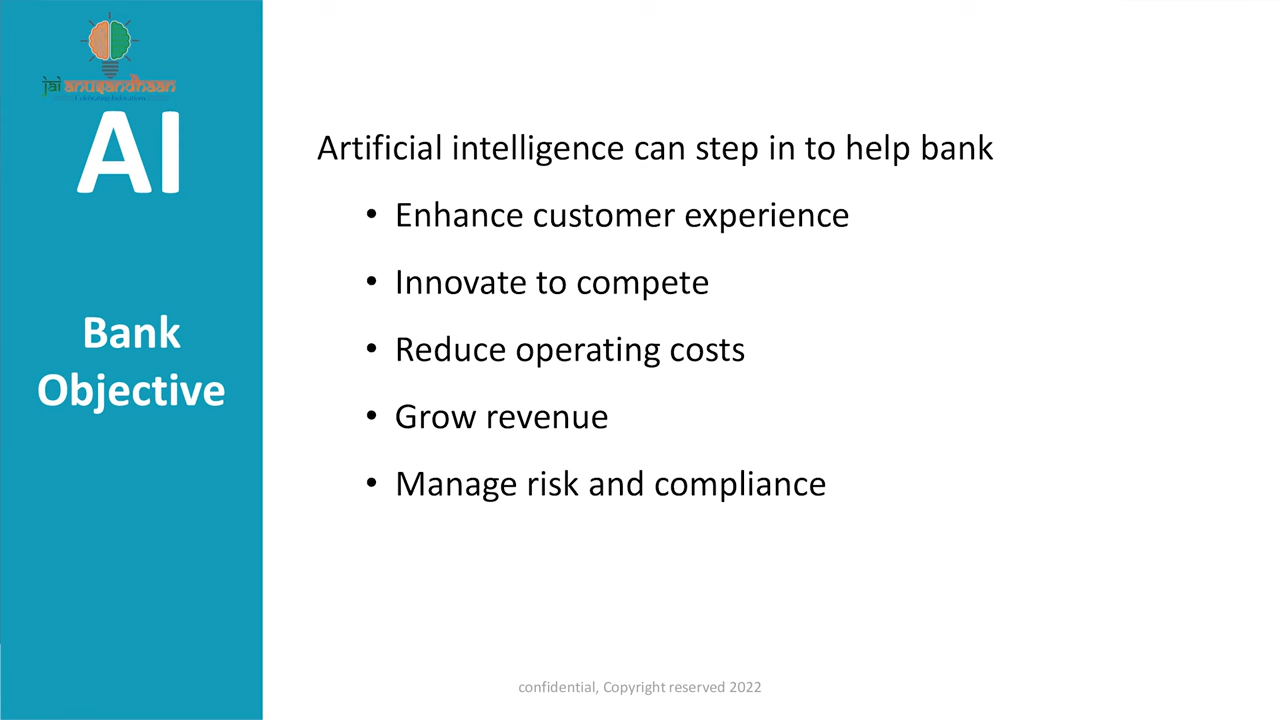 jai anusandhaan
AI
Bank
Objective
Artificial intelligence can step in to help bank
• Enhance customer experience
• Innovate to compete
• Reduce operating costs
• Grow revenue
• Manage risk and compliance
confidential, Copyright reserved 2022